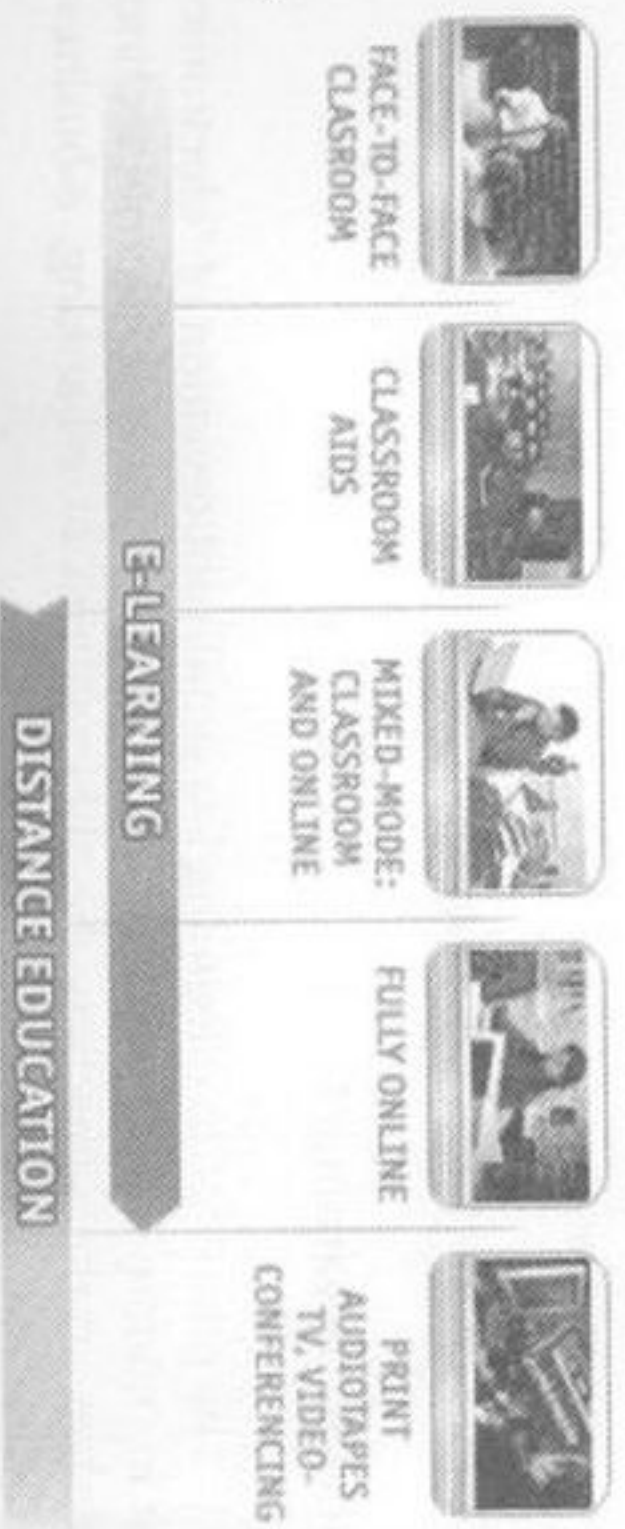 FACE-TO-FACE
CLASROOM
CLASSROOM
AIDS
MIXED-MODE:
CLASSROOM
AND ONLINE
FULLY ONLINE
PRINT
AUDIOTAPES
TV, VIDEO-
CONFERENCING
E-LEARNING
DISTANCE EDUCATION